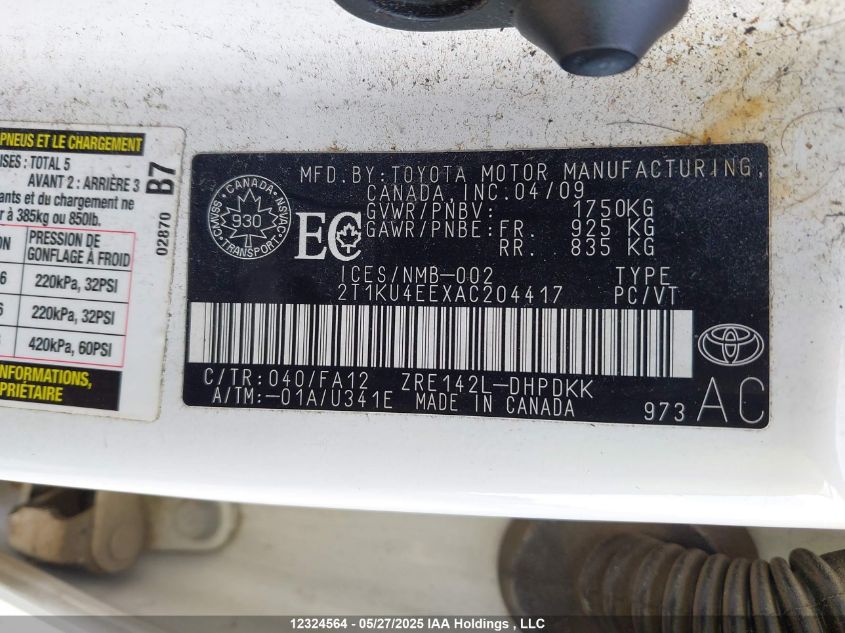 PNEUS ET LE CHARGEMENT
ISES : TOTAL 5
AVANT 2 : ARRIÈRE 3
ants et du chargement ne
r à 385kg ou 850lb.
B7
02870
ON
PRESSION DE
GONFLAGE À FROID
6
220kPa, 32PSI
6
220kPa, 32PSI
420kPa, 60PSI
informations,
PRIÉTAIRE
MFD.BY:TOYOTA MOTOR MANUFACTURING,
CANADA, INC.04/09
GVWR/PNBV: 1750KG
GAWR/PNBE:FR. 925 KG
RR. 835 KG
CANADA
930
TRANSPORT
CMVSS
NSVAC
EC
ICES/NMB-002 TYPE
2T1KU4EEXAC204417 PC/VT
C/TR:040/FA12 ZRE142L-DHPDKK
A/TM:-01A/U341E MADE IN CANADA
973 AC
12324564 - 05/27/2025 IAA Holdings , LLC